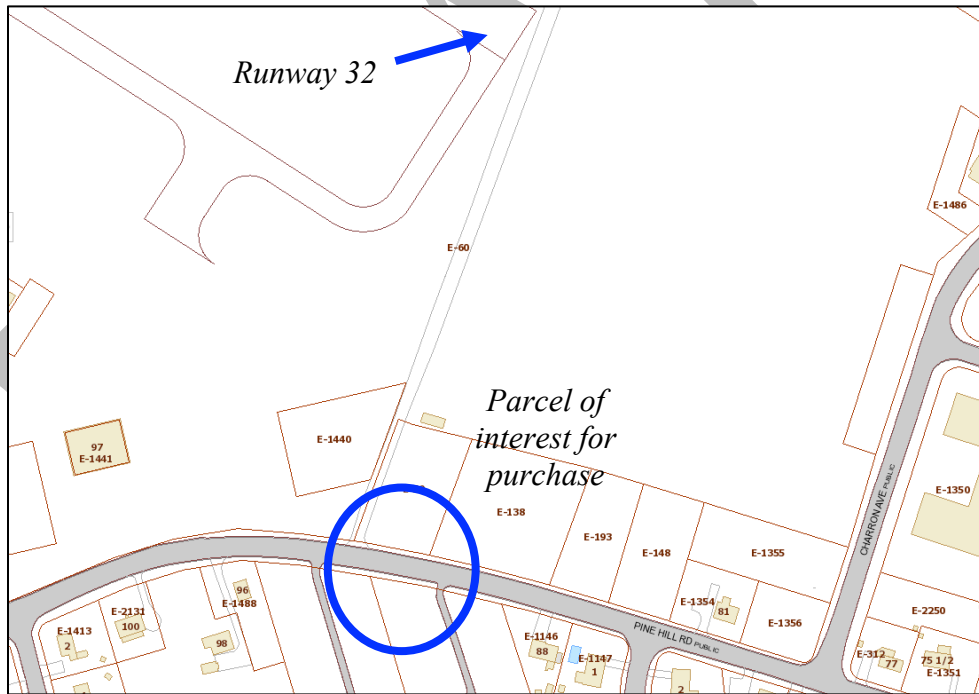 Runway 32
E-1486
E-60
Parcel of
interest for
purchase
E-1440
97
E-1441
E-138
E-193
E-148
E-1355
E-1350
CHARRON AVE PUBLIC
E-1354
81
E-1356
E-2250
PINE HILL RD PUBLIC
96
E-1488
98
E-2131
100
E-1413
2
E-1146
88
E-1147
1
2
E-312
77
75 1/2
E-1351